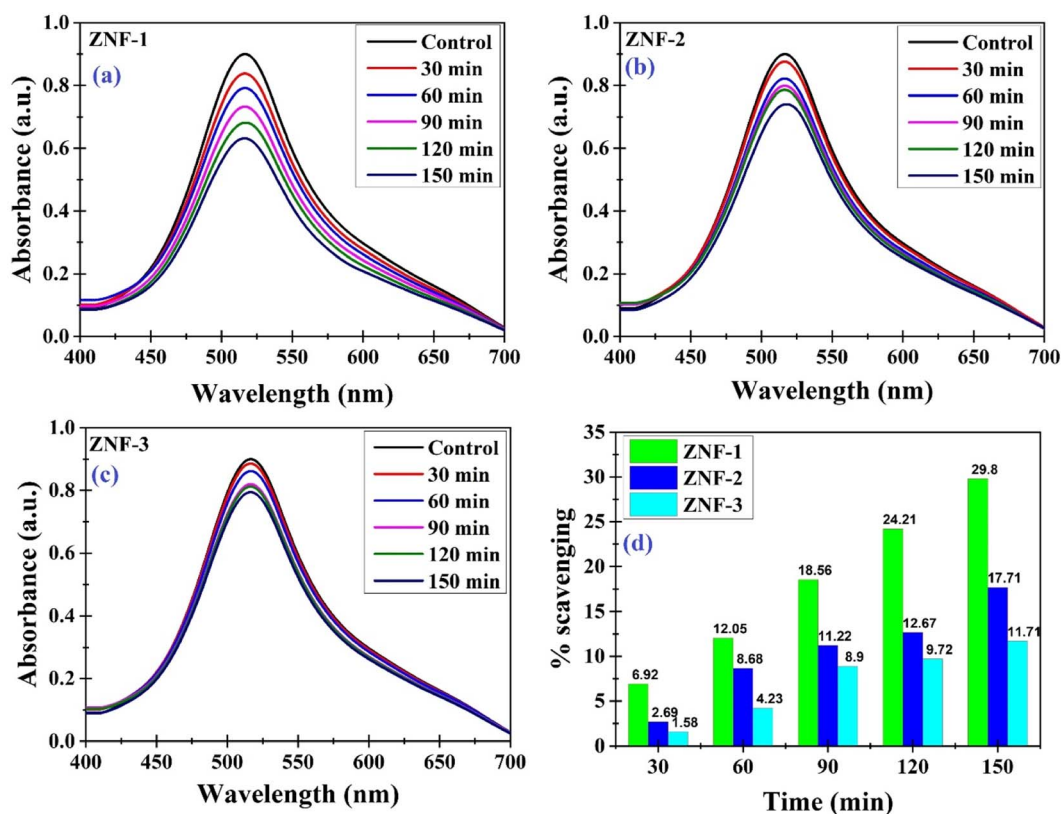 ZNF-1
(a)
Control
30 min
60 min
90 min
120 min
150 min
1.0
0.8
0.6
0.4
0.2
0.0
Absorbance (a.u.)
400 450 500 550 600 650 700
Wavelength (nm)
ZNF-2
(b)
Control
30 min
60 min
90 min
120 min
150 min
1.0
0.8
0.6
0.4
0.2
0.0
Absorbance (a.u.)
400 450 500 550 600 650 700
Wavelength (nm)
ZNF-3
(c)
Control
30 min
60 min
90 min
120 min
150 min
1.0
0.8
0.6
0.4
0.2
0.0
Absorbance (a.u.)
400 450 500 550 600 650 700
Wavelength (nm)
ZNF-1
ZNF-2
ZNF-3
(d)
35
30
25
20
15
10
5
0
% scavenging
6.92
2.69
1.58
12.05
8.68
4.23
18.56
11.22
8.9
24.21
12.67
9.72
29.8
17.71
11.71
30 60 90 120 150
Time (min)